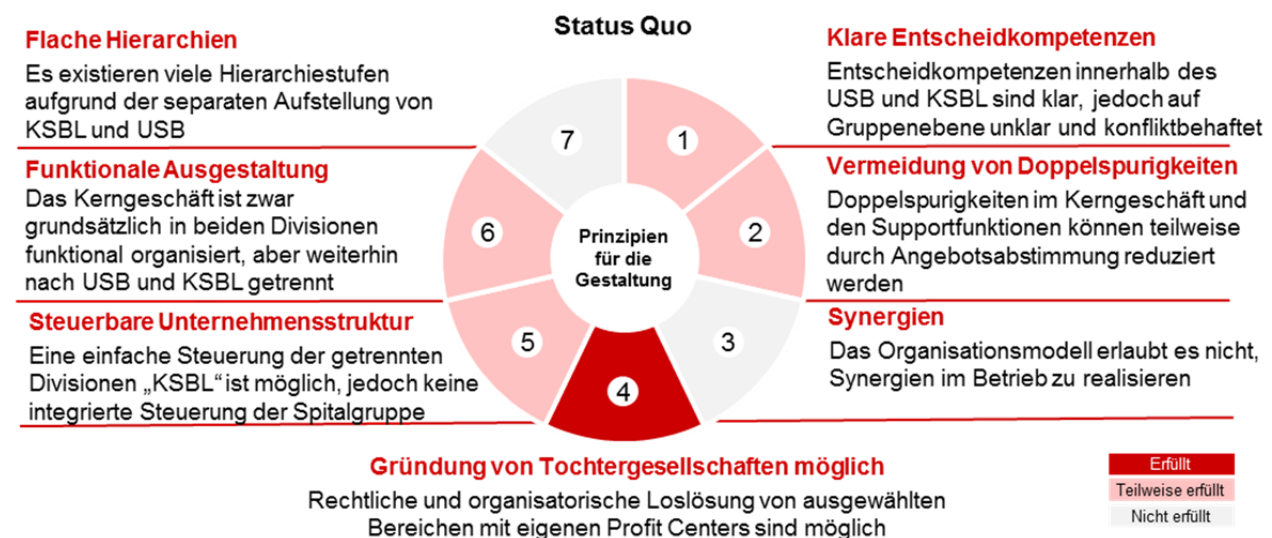 Status Quo
Flache Hierarchien
Es existieren viele Hierarchiestufen
aufgrund der separaten Aufstellung von
KSBL und USB
Funktionale Ausgestaltung
Das Kerngeschäft ist zwar
grundsätzlich in beiden Divisionen
funktional organisiert, aber weiterhin
nach USB und KSBL getrennt
Steuerbare Unternehmensstruktur
Eine einfache Steuerung der getrennten
Divisionen „KSBL“ ist möglich, jedoch keine
integrierte Steuerung der Spitalgruppe
7
1
6
2
5
3
4
Prinzipien
für die
Gestaltung
Klare Entscheidkompetenzen
Entscheidkompetenzen innerhalb des
USB und KSBL sind klar, jedoch auf
Gruppenebene unklar und konfliktbehaftet
Vermeidung von Doppelspurigkeiten
Doppelspurigkeiten im Kerngeschäft und
den Supportfunktionen können teilweise
durch Angebotsabstimmung reduziert
werden
Synergien
Das Organisationsmodell erlaubt es nicht,
Synergien im Betrieb zu realisieren
Gründung von Tochtergesellschaften möglich
Rechtliche und organisatorische Loslösung von ausgewählten
Bereichen mit eigenen Profit Centers sind möglich
Erfüllt
Teilweise erfüllt
Nicht erfüllt